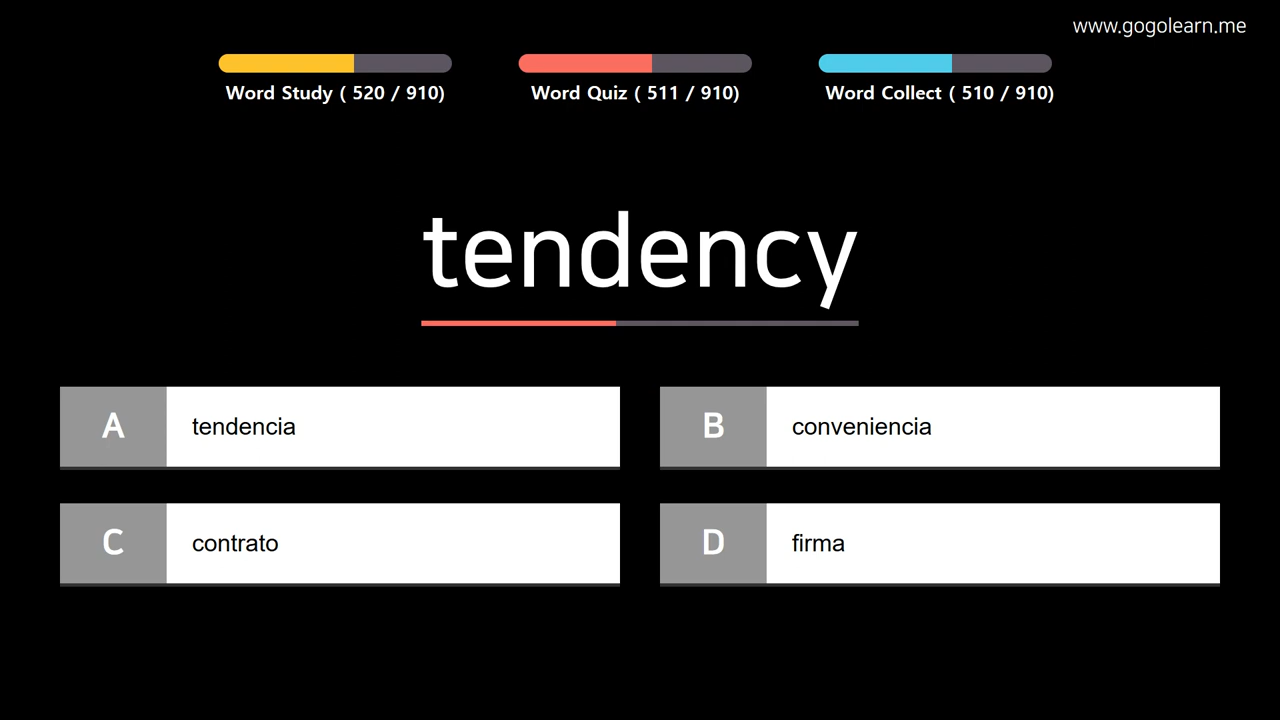 www.gogolearn.me
Word Study ( 520 / 910)
Word Quiz ( 511 / 910)
Word Collect ( 510 / 910)
tendency
A tendencia
B conveniencia
C contrato
D firma